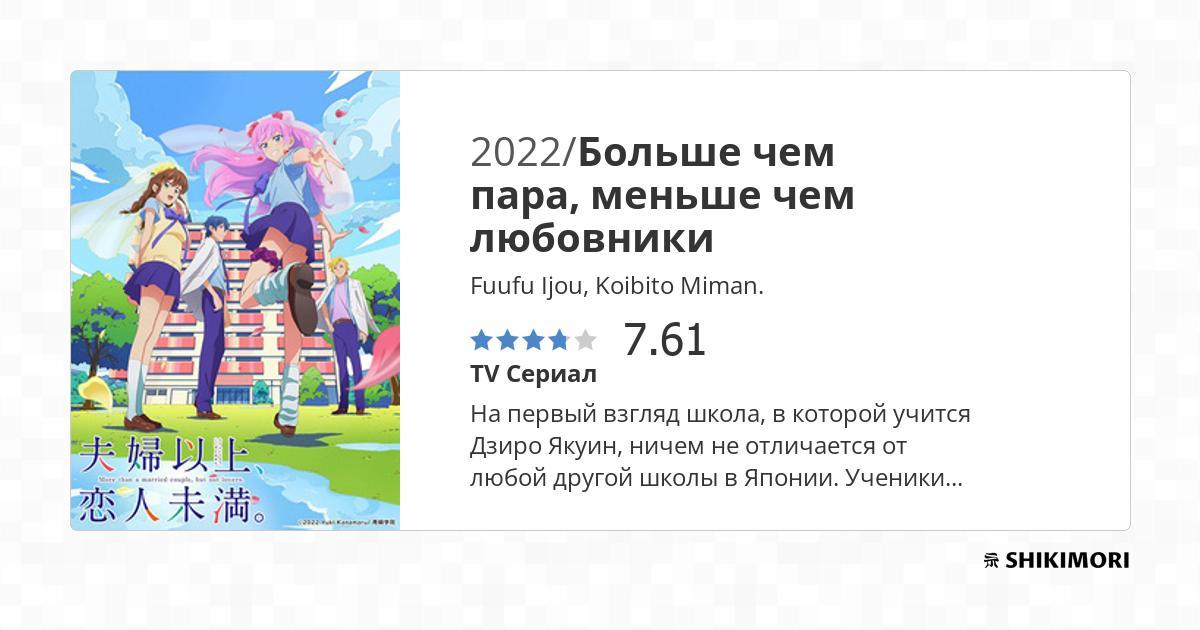 夫婦以上、
More than a married couple, but not lovers.
恋人未満。
©2022 Yuki Kanamaru/
2022/Больше чем
пара, меньше чем
любовники
Fuufu Ijou, Koibito Miman.
7.61
TV Сериал
На первый взгляд школа, в которой учится
Дзиро Якуин, ничем не отличается от
любой другой школы в Японии. Ученики...
SHIKIMORI